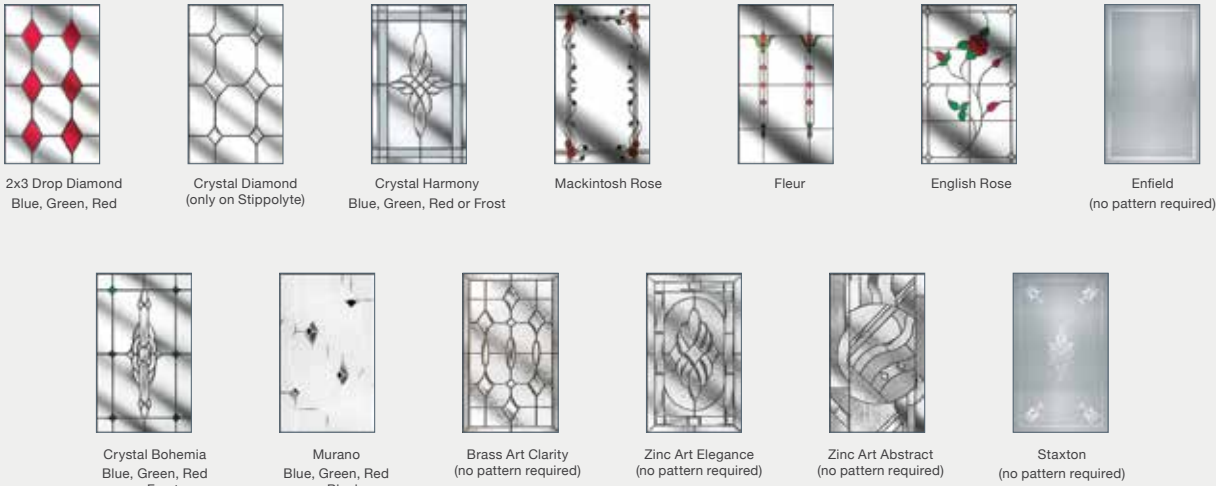 2x3 Drop Diamond
Blue, Green, Red
Crystal Diamond
(only on Stippolyte)
Crystal Harmony
Blue, Green, Red or Frost
Mackintosh Rose
Fleur
English Rose
Enfield
(no pattern required)
Crystal Bohemia
Blue, Green, Red
Murano
Blue, Green, Red
Brass Art Clarity
(no pattern required)
Zinc Art Elegance
(no pattern required)
Zinc Art Abstract
(no pattern required)
Staxton
(no pattern required)